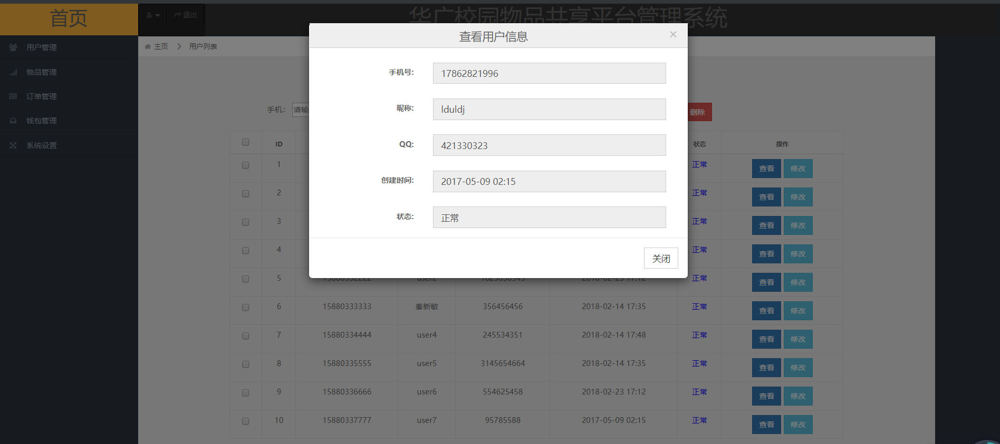 首页
退出
华广校园物品共享平台管理系统
用户管理
物品管理
订单管理
钱包管理
系统设置
主页 用户列表
查看用户信息 ×
手机号: 17862821996
昵称: lduldj
QQ: 421330323
创建时间: 2017-05-09 02:15
状态: 正常
关闭
手机: 请输 删除
ID 状态 操作
1 正常 查看 修改
2 正常 查看 修改
3 正常 查看 修改
4 正常 查看 修改
5 15880332222 user2 2018-02-23 17:12 正常 查看 修改
6 15880333333 秦新敏 356456456 2018-02-14 17:35 正常 查看 修改
7 15880334444 user4 245534351 2018-02-14 17:48 正常 查看 修改
8 15880335555 user5 3145654664 2018-02-14 17:35 正常 查看 修改
9 15880336666 user6 554625458 2018-02-23 17:12 正常 查看 修改
10 15880337777 user7 95785588 2017-05-09 02:15 正常 查看 修改